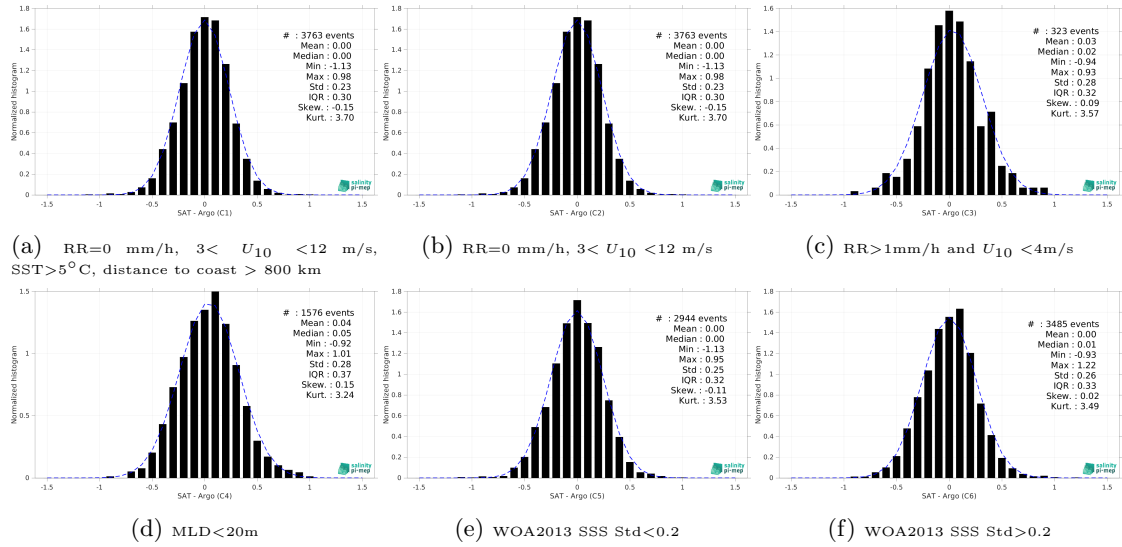 Normalized histogram
1.8
1.6
1.4
1.2
1
0.8
0.6
0.4
0.2
0
-1.5
-1
-0.5
0
0.5
1
1.5
SAT - Argo (C1)
# : 3763 events
Mean : 0.00
Median : 0.00
Min : -1.13
Max : 0.98
Std : 0.23
IQR : 0.30
Skew. : -0.15
Kurt. : 3.70
salinity
pi-mep
(a) RR=0 mm/h, 3< U10 <12 m/s,
SST>5°C, distance to coast > 800 km
Normalized histogram
1.8
1.6
1.4
1.2
1
0.8
0.6
0.4
0.2
0
-1.5
-1
-0.5
0
0.5
1
1.5
SAT - Argo (C2)
# : 3763 events
Mean : 0.00
Median : 0.00
Min : -1.13
Max : 0.98
Std : 0.23
IQR : 0.30
Skew. : -0.15
Kurt. : 3.70
salinity
pi-mep
(b) RR=0 mm/h, 3< U10 <12 m/s
Normalized histogram
1.6
1.4
1.2
1
0.8
0.6
0.4
0.2
0
-1.5
-1
-0.5
0
0.5
1
1.5
SAT - Argo (C3)
# : 323 events
Mean : 0.03
Median : 0.02
Min : -0.94
Max : 0.93
Std : 0.28
IQR : 0.32
Skew. : 0.09
Kurt. : 3.57
salinity
pi-mep
(c) RR>1mm/h and U10 <4m/s
Normalized histogram
1.5
1
0.5
0
-1.5
-1
-0.5
0
0.5
1
1.5
SAT - Argo (C4)
# : 1576 events
Mean : 0.04
Median : 0.05
Min : -0.92
Max : 1.01
Std : 0.28
IQR : 0.37
Skew. : 0.15
Kurt. : 3.24
salinity
pi-mep
(d) MLD<20m
Normalized histogram
1.8
1.6
1.4
1.2
1
0.8
0.6
0.4
0.2
0
-1.5
-1
-0.5
0
0.5
1
1.5
SAT - Argo (C5)
# : 2944 events
Mean : 0.00
Median : 0.00
Min : -1.13
Max : 0.95
Std : 0.25
IQR : 0.32
Skew. : -0.11
Kurt. : 3.53
salinity
pi-mep
(e) WOA2013 SSS Std<0.2
Normalized histogram
1.8
1.6
1.4
1.2
1
0.8
0.6
0.4
0.2
0
-1.5
-1
-0.5
0
0.5
1
1.5
SAT - Argo (C6)
# : 3485 events
Mean : 0.00
Median : 0.01
Min : -0.93
Max : 1.22
Std : 0.26
IQR : 0.33
Skew. : 0.02
Kurt. : 3.49
salinity
pi-mep
(f) WOA2013 SSS Std>0.2